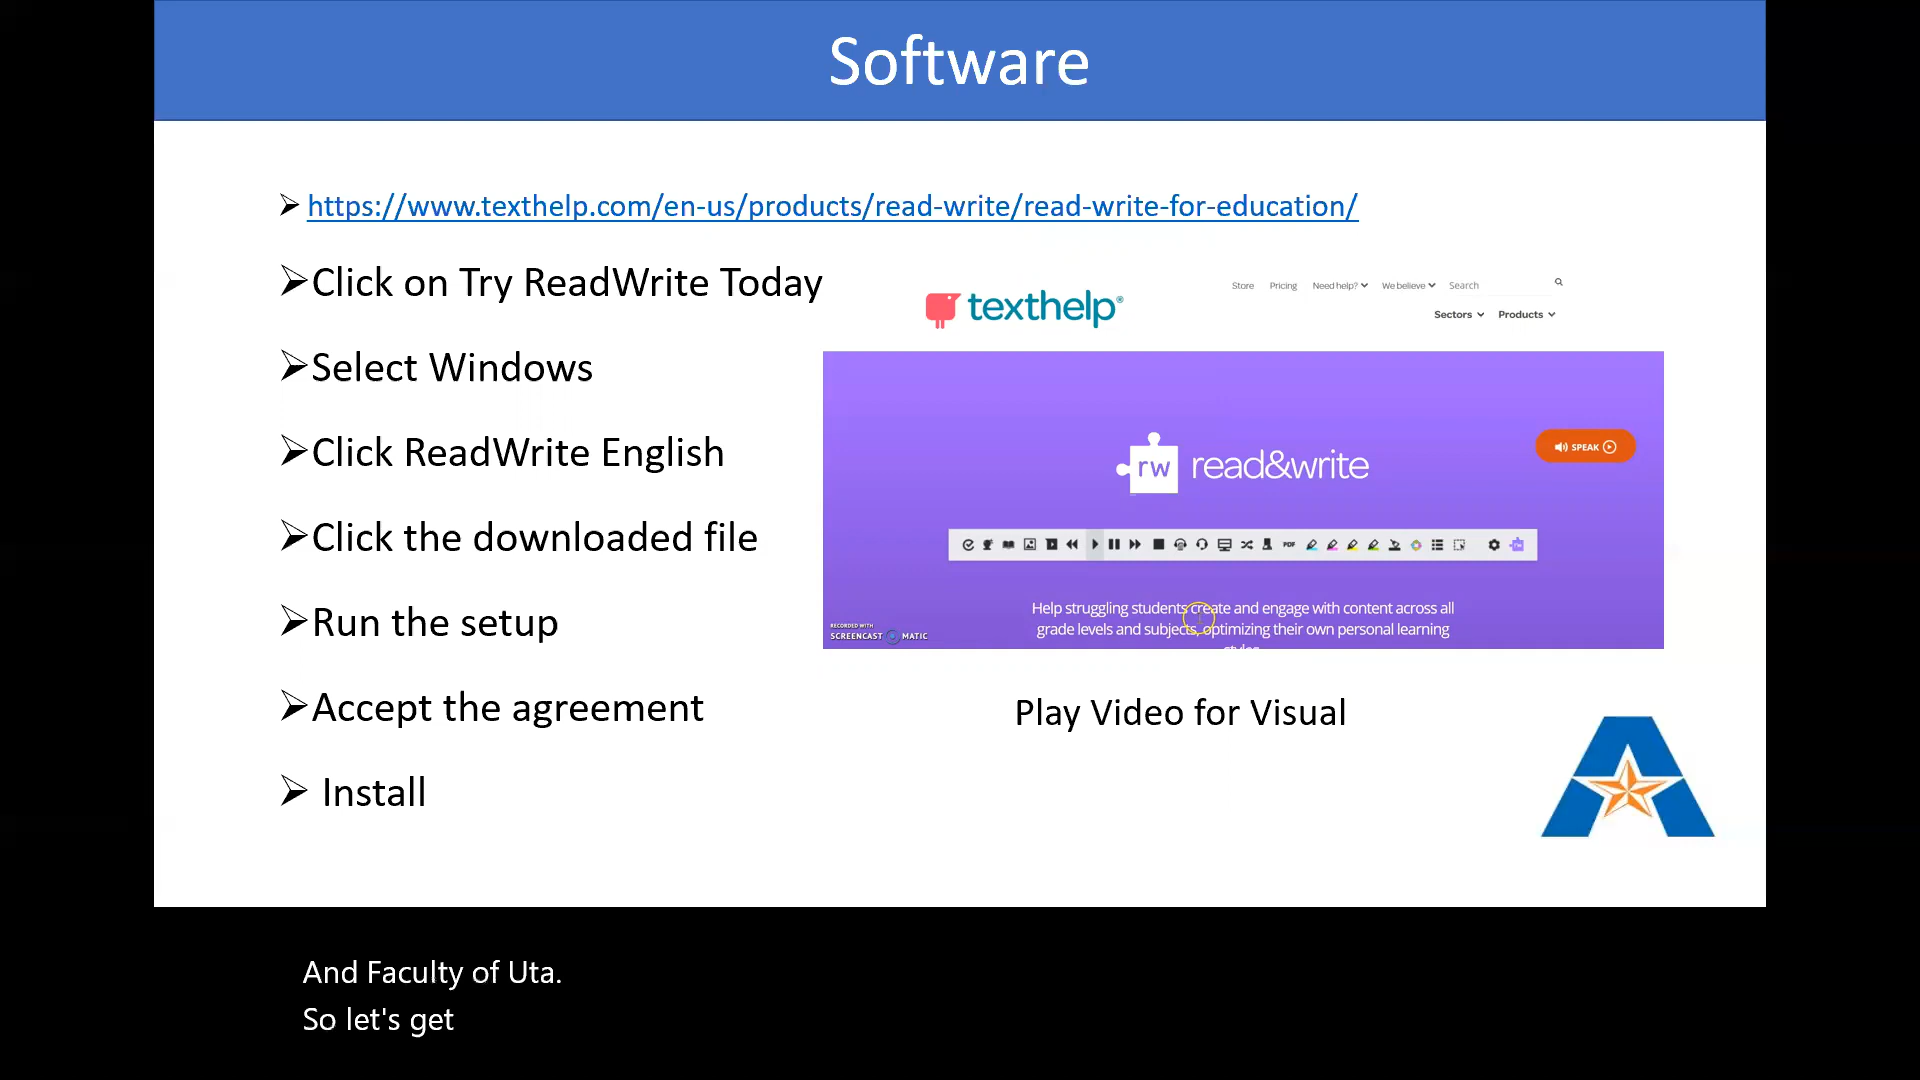 Software
https://www.texthelp.com/en-us/products/read-write/read-write-for-education/
Click on Try ReadWrite Today
Select Windows
Click ReadWrite English
Click the downloaded file
Run the setup
Accept the agreement
Install
texthelp®
Store Pricing Need help? We believe Search
Sectors Products
SPEAK
rw read&write
PDF
rw
Help struggling students create and engage with content across all
grade levels and subjects, optimizing their own personal learning
styles
RECORDED WITH
SCREENCAST MATIC
Play Video for Visual
And Faculty of Uta.
So let's get